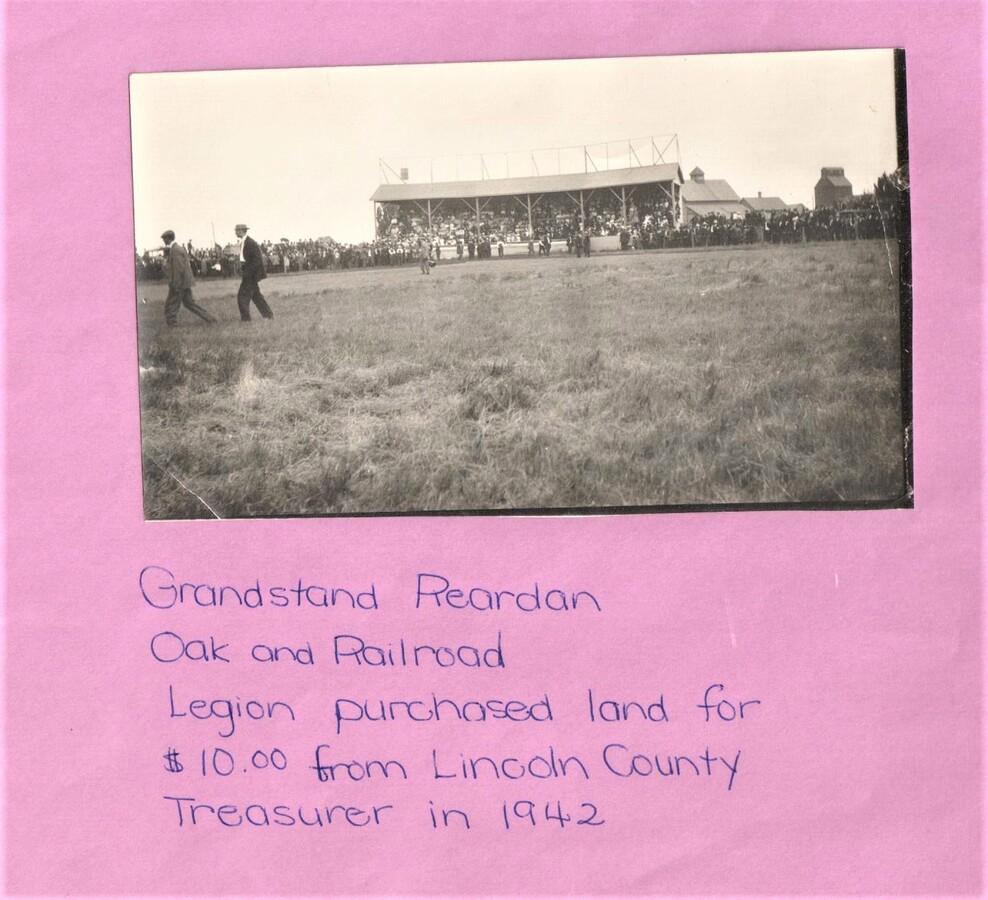 Grandstand Reardan
Oak and Railroad
Legion purchased land for
$10.00 from Lincoln County
Treasurer in 1942